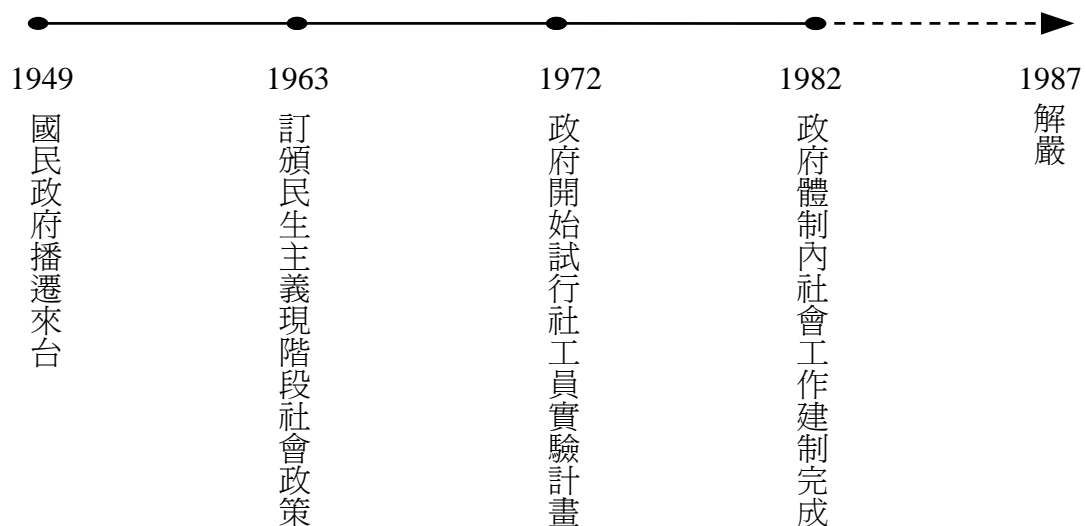 1949
國民政府播遷來台
1963
訂頒民生主義現階段社會政策
1972
政府開始試行社工員實驗計畫
1982
政府體制內社會工作建制完成
1987
解嚴